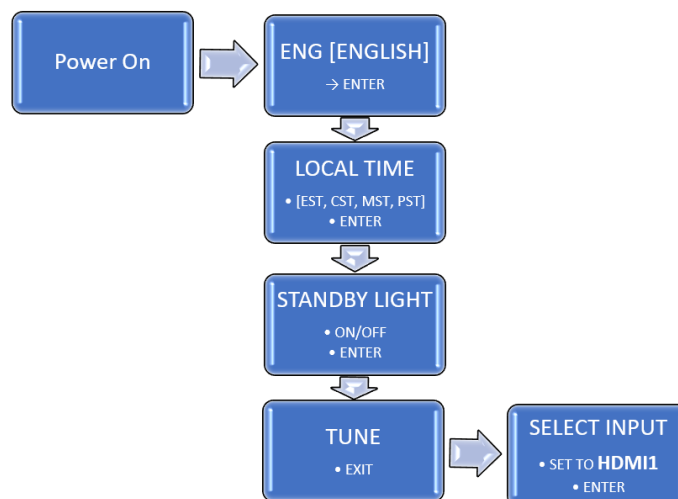 Power On
ENG [ENGLISH]
→ ENTER
LOCAL TIME
• [EST, CST, MST, PST]
• ENTER
STANDBY LIGHT
• ON/OFF
• ENTER
TUNE
• EXIT
SELECT INPUT
• SET TO HDMI1
• ENTER